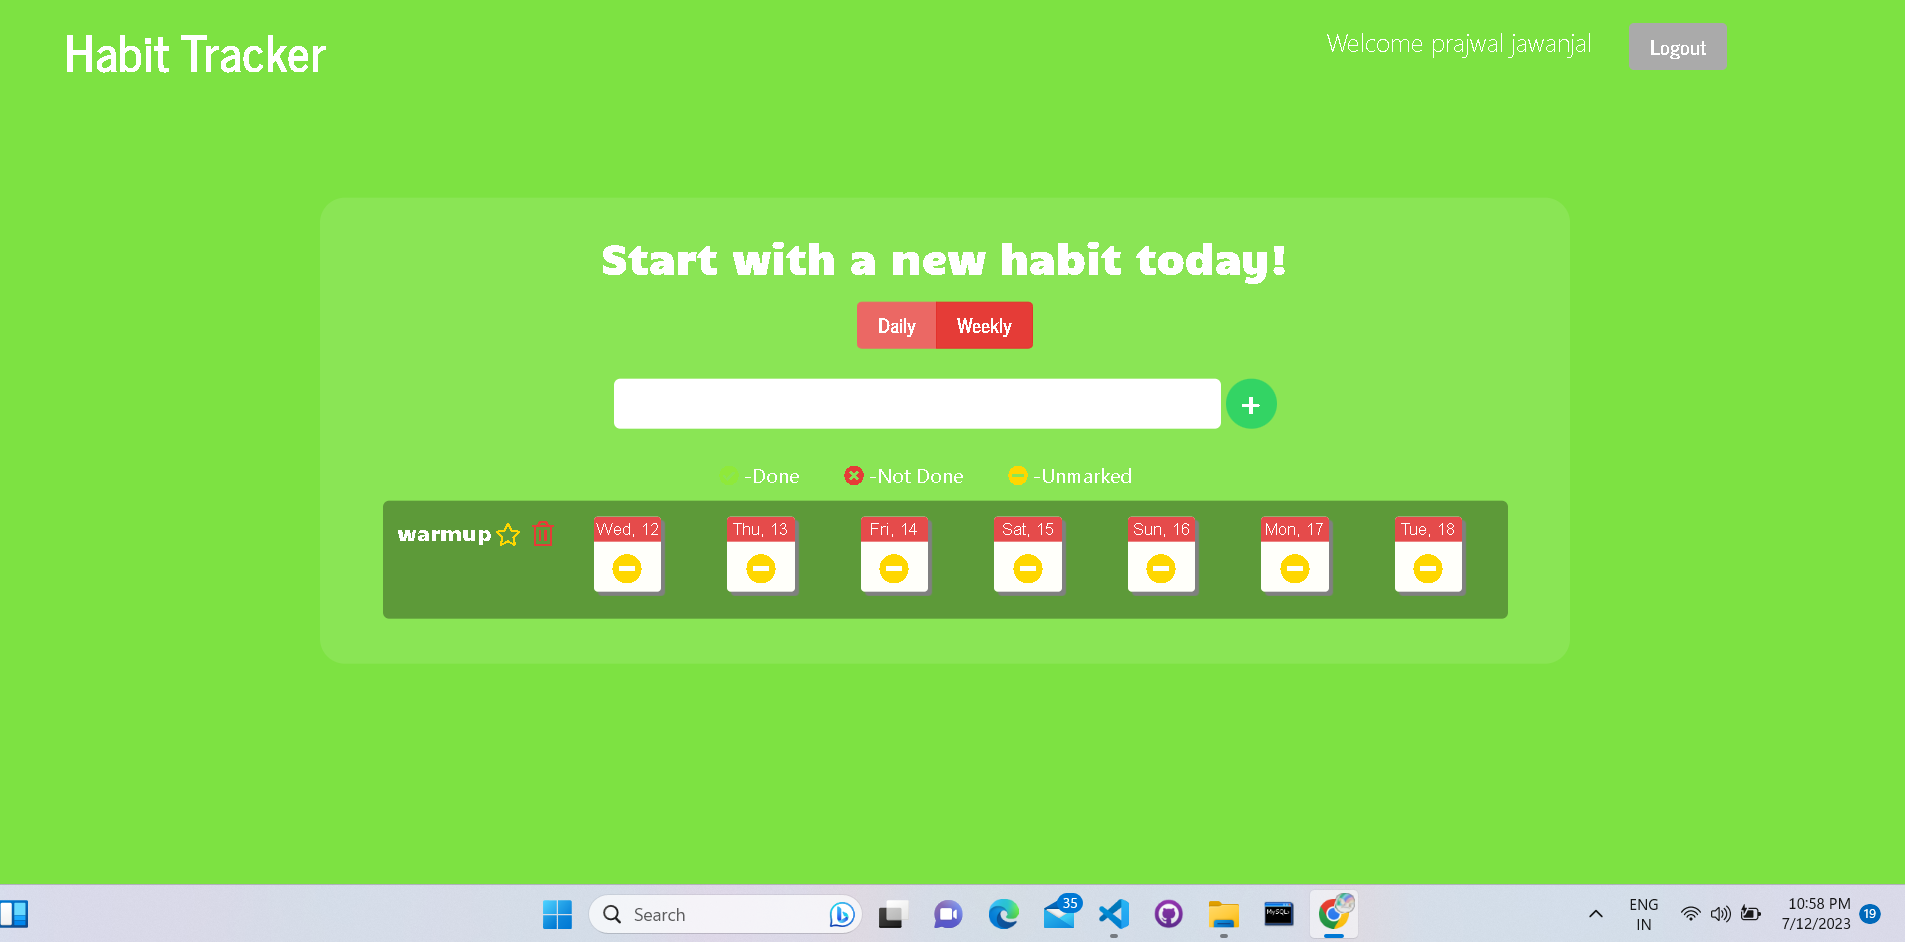 Habit Tracker
Welcome prajwal jawanjal
Logout
Start with a new habit today!
Daily Weekly
+
-Done -Not Done -Unmarked
warmup
Wed, 12 Thu, 13 Fri, 14 Sat, 15 Sun, 16 Mon, 17 Tue, 18
Search
35
MySQL
ENG
IN
10:58 PM
7/12/2023
19